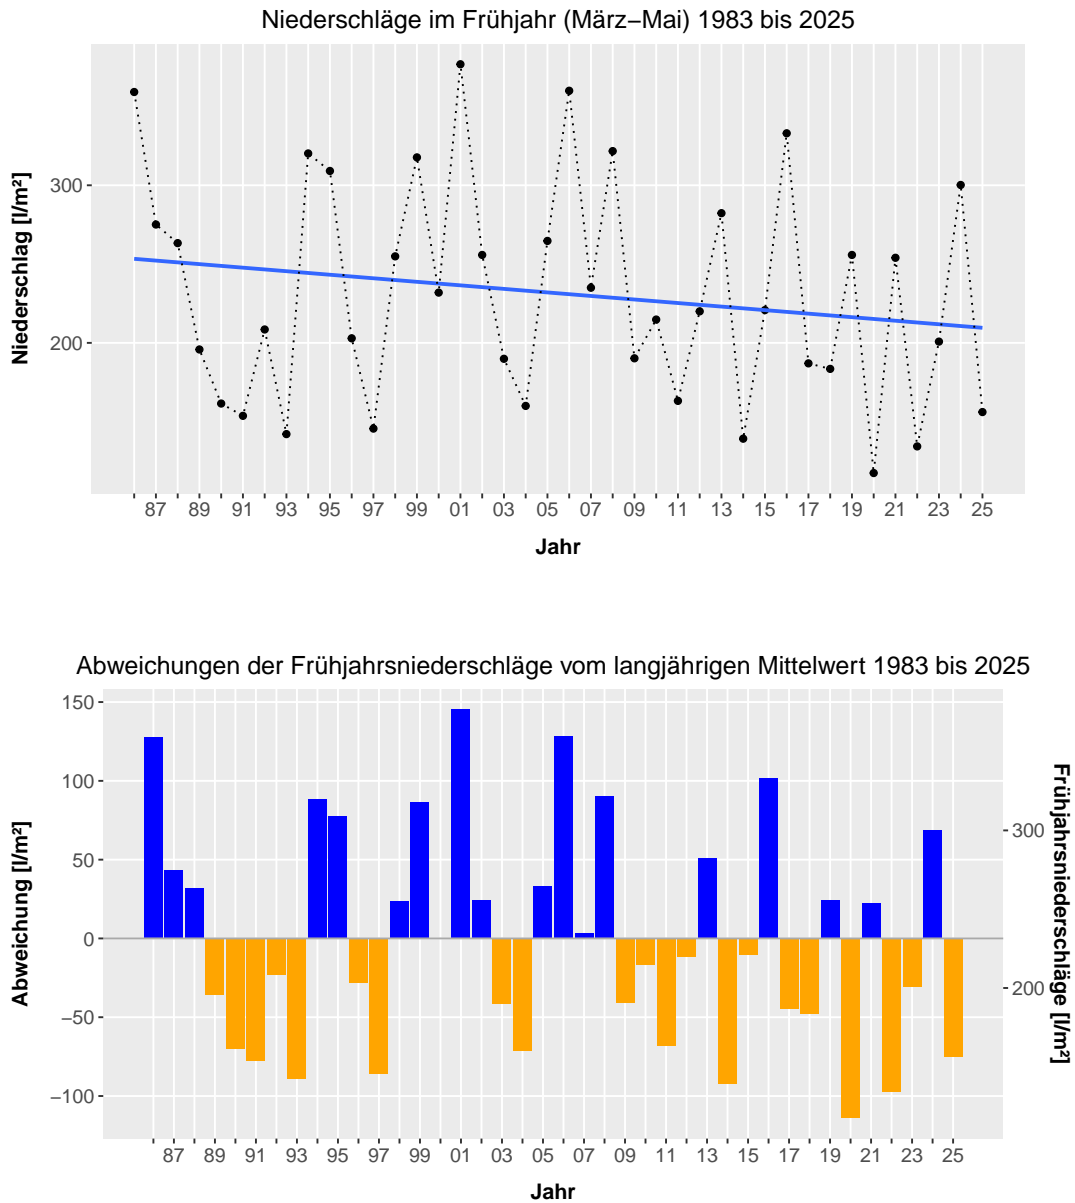 Niederschläge im Frühjahr (März−Mai) 1983 bis 2025
Niederschlag [l/m²]
300
200
87 89 91 93 95 97 99 01 03 05 07 09 11 13 15 17 19 21 23 25
Jahr
Abweichungen der Frühjahrsniederschläge vom langjährigen Mittelwert 1983 bis 2025
Abweichung [l/m²]
150
100
50
0
−50
−100
300
200
Frühjahrsniederschläge [l/m²]
87 89 91 93 95 97 99 01 03 05 07 09 11 13 15 17 19 21 23 25
Jahr